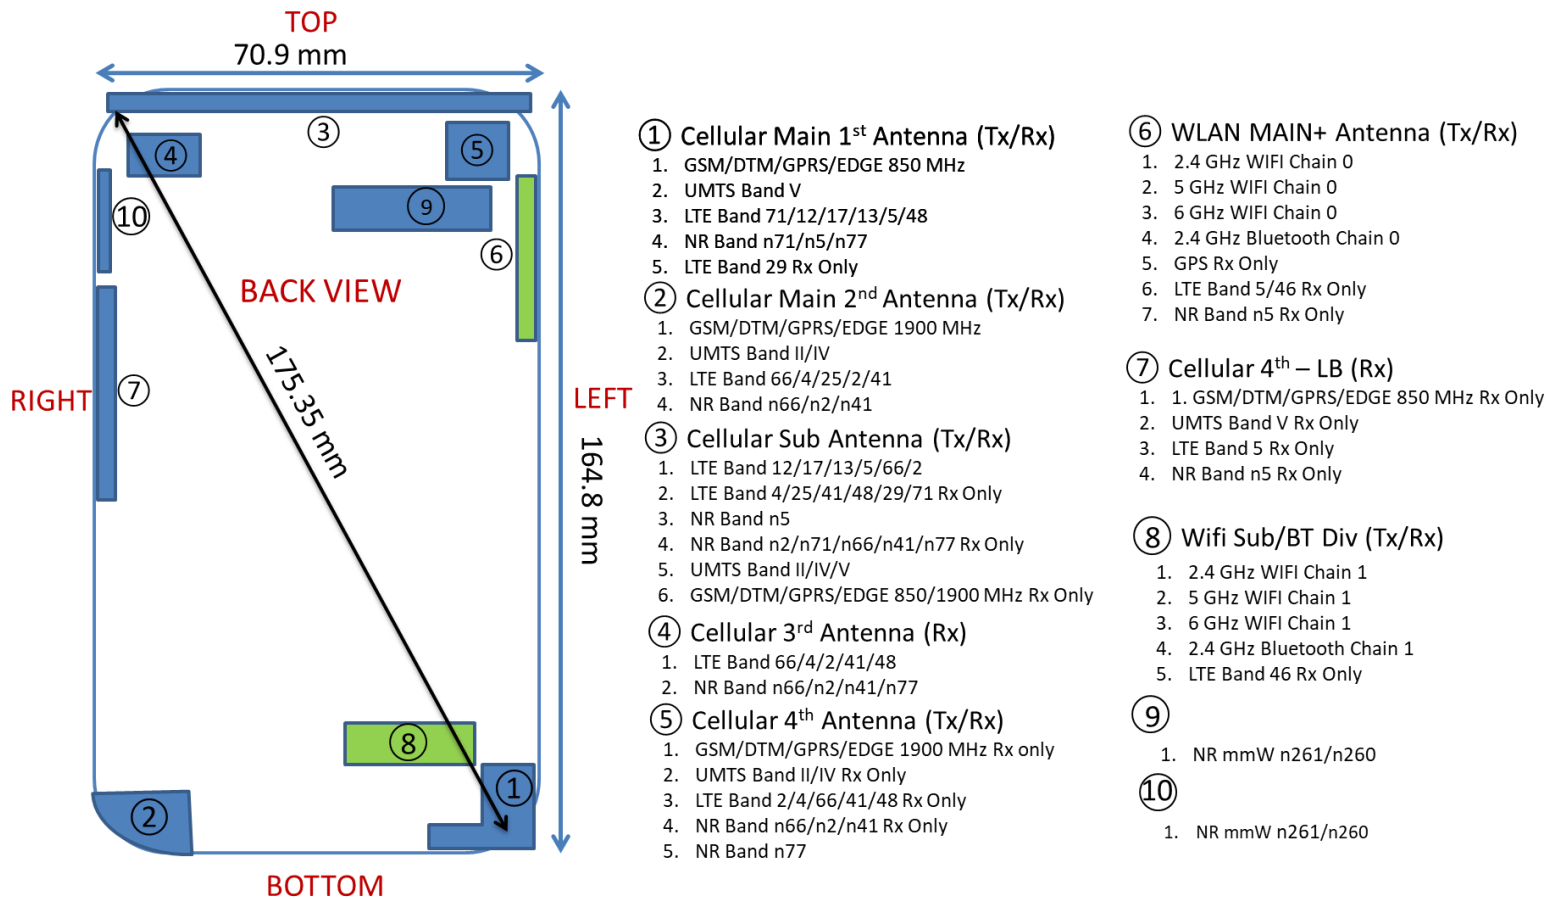 TOP
70.9 mm
③
④
⑤
⑩
⑨
⑥
BACK VIEW
175.35 mm
RIGHT
⑦
LEFT
164.8 mm
⑧
①
②
BOTTOM
① Cellular Main 1st Antenna (Tx/Rx)
1. GSM/DTM/GPRS/EDGE 850 MHz
2. UMTS Band V
3. LTE Band 71/12/17/13/5/48
4. NR Band n71/n5/n77
5. LTE Band 29 Rx Only
② Cellular Main 2nd Antenna (Tx/Rx)
1. GSM/DTM/GPRS/EDGE 1900 MHz
2. UMTS Band II/IV
3. LTE Band 66/4/25/2/41
4. NR Band n66/n2/n41
③ Cellular Sub Antenna (Tx/Rx)
1. LTE Band 12/17/13/5/66/2
2. LTE Band 4/25/41/48/29/71 Rx Only
3. NR Band n5
4. NR Band n2/n71/n66/n41/n77 Rx Only
5. UMTS Band II/IV/V
6. GSM/DTM/GPRS/EDGE 850/1900 MHz Rx Only
④ Cellular 3rd Antenna (Rx)
1. LTE Band 66/4/2/41/48
2. NR Band n66/n2/n41/n77
⑤ Cellular 4th Antenna (Tx/Rx)
1. GSM/DTM/GPRS/EDGE 1900 MHz Rx only
2. UMTS Band II/IV Rx Only
3. LTE Band 2/4/66/41/48 Rx Only
4. NR Band n66/n2/n41 Rx Only
5. NR Band n77
⑥ WLAN MAIN+ Antenna (Tx/Rx)
1. 2.4 GHz WIFI Chain 0
2. 5 GHz WIFI Chain 0
3. 6 GHz WIFI Chain 0
4. 2.4 GHz Bluetooth Chain 0
5. GPS Rx Only
6. LTE Band 5/46 Rx Only
7. NR Band n5 Rx Only
⑦ Cellular 4th – LB (Rx)
1. 1. GSM/DTM/GPRS/EDGE 850 MHz Rx Only
2. UMTS Band V Rx Only
3. LTE Band 5 Rx Only
4. NR Band n5 Rx Only
⑧ Wifi Sub/BT Div (Tx/Rx)
1. 2.4 GHz WIFI Chain 1
2. 5 GHz WIFI Chain 1
3. 6 GHz WIFI Chain 1
4. 2.4 GHz Bluetooth Chain 1
5. LTE Band 46 Rx Only
⑨
1. NR mmW n261/n260
⑩
1. NR mmW n261/n260